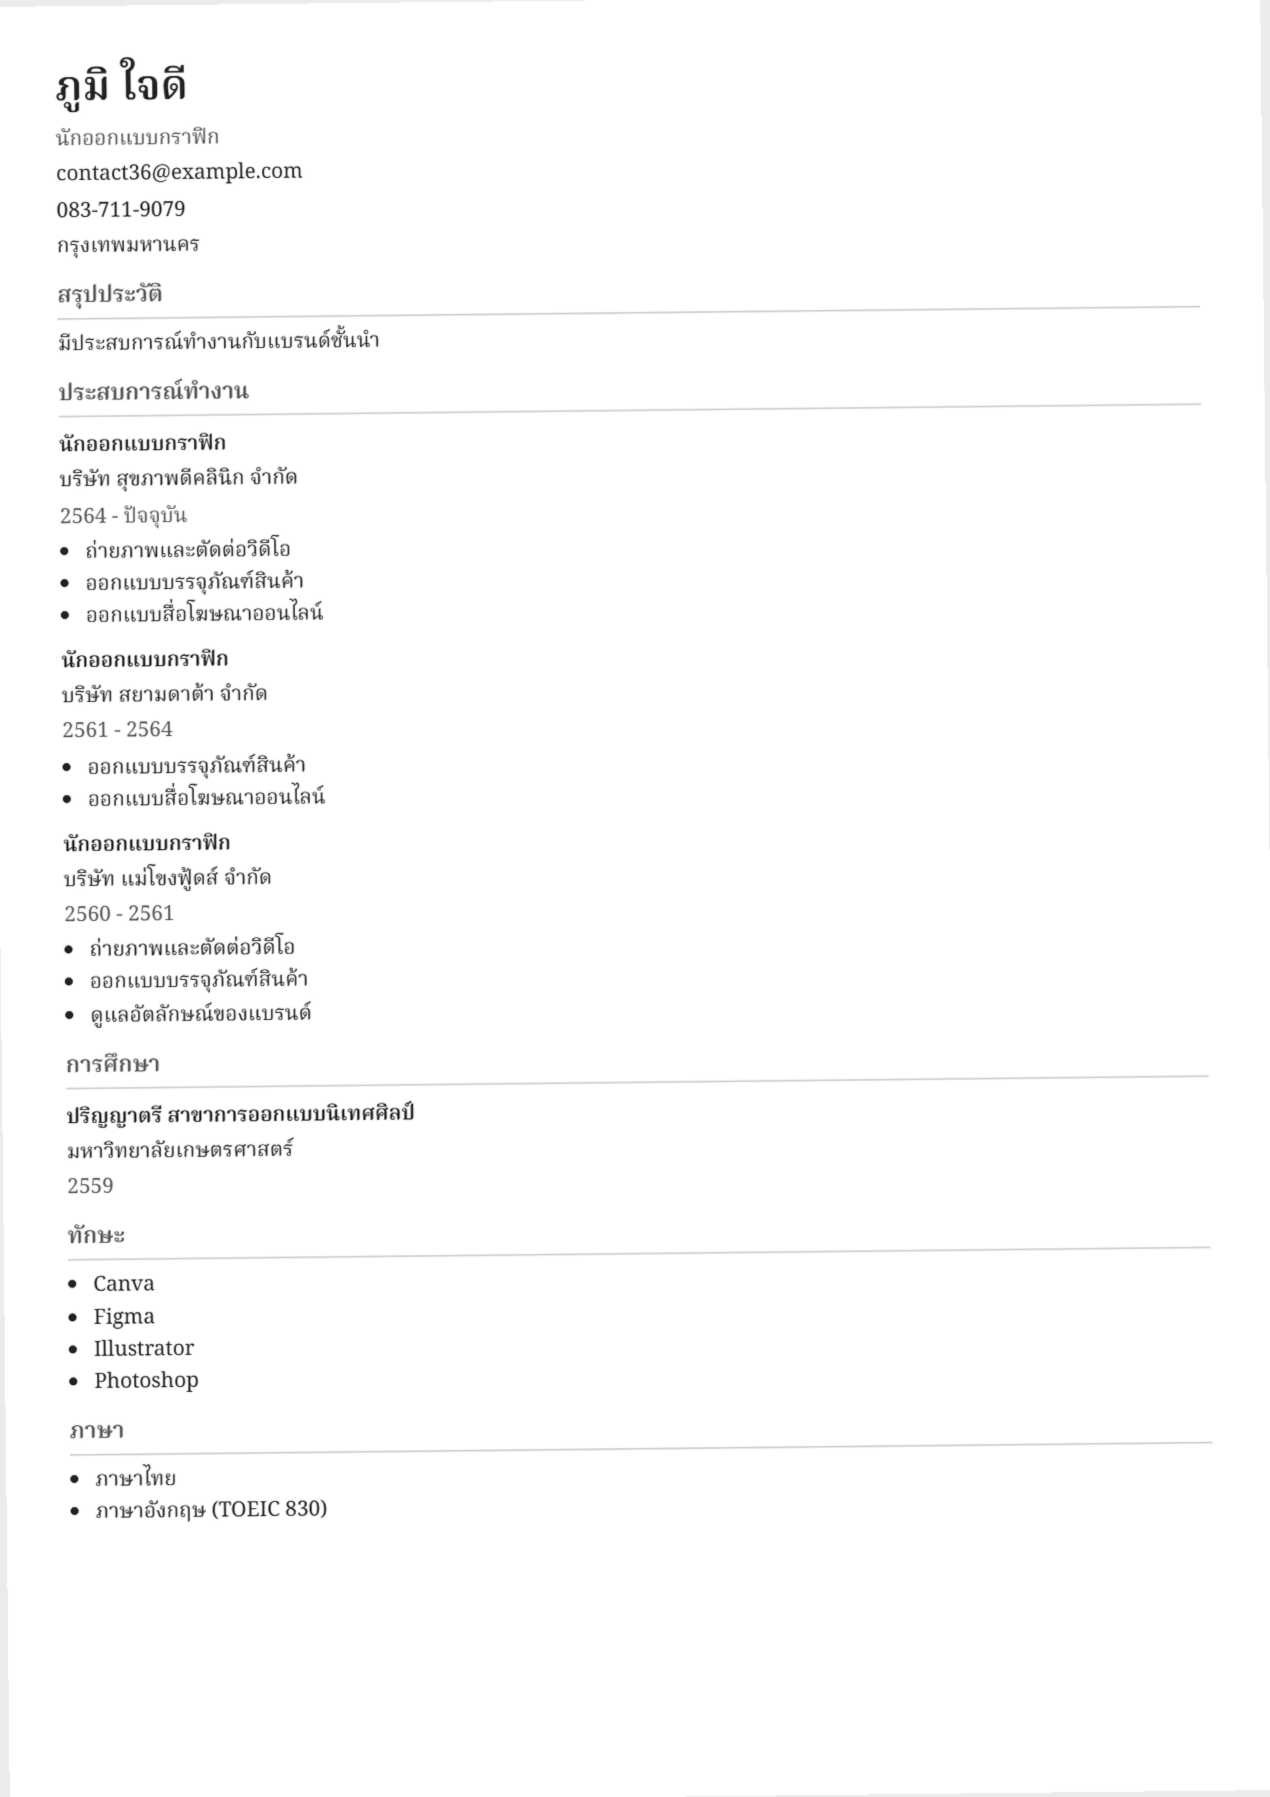 ภูมิ ใจดี
นักออกแบบกราฟิก
contact36@example.com
083-711-9079
กรุงเทพมหานคร
สรุปประวัติ
มีประสบการณ์ทำงานกับแบรนด์ชั้นนำ
ประสบการณ์ทำงาน
นักออกแบบกราฟิก
บริษัท สุขภาพดีคลินิก จำกัด
2564 - ปัจจุบัน
• ถ่ายภาพและตัดต่อวิดีโอ
• ออกแบบบรรจุภัณฑ์สินค้า
• ออกแบบสื่อโฆษณาออนไลน์
นักออกแบบกราฟิก
บริษัท สยามดาต้า จำกัด
2561 - 2564
• ออกแบบบรรจุภัณฑ์สินค้า
• ออกแบบสื่อโฆษณาออนไลน์
นักออกแบบกราฟิก
บริษัท แม่โขงฟู้ดส์ จำกัด
2560 - 2561
• ถ่ายภาพและตัดต่อวิดีโอ
• ออกแบบบรรจุภัณฑ์สินค้า
• ดูแลอัตลักษณ์ของแบรนด์
การศึกษา
ปริญญาตรี สาขาการออกแบบนิเทศศิลป์
มหาวิทยาลัยเกษตรศาสตร์
2559
ทักษะ
• Canva
• Figma
• Illustrator
• Photoshop
ภาษา
• ภาษาไทย
• ภาษาอังกฤษ (TOEIC 830)